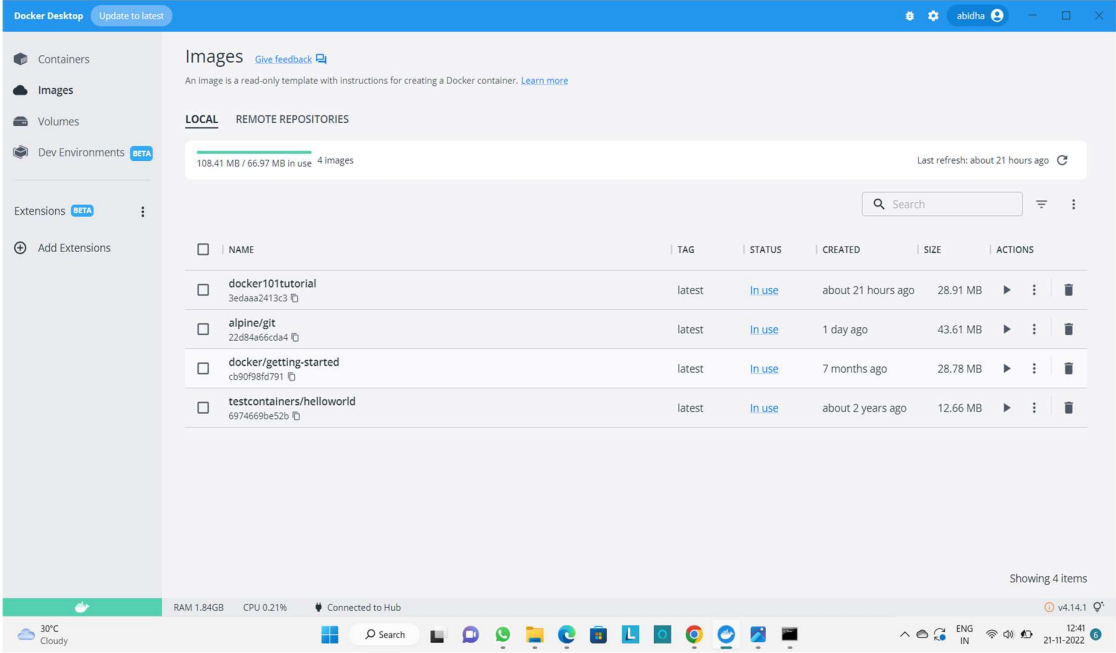 Docker Desktop Update to latest abidha
Containers
Images
Volumes
Dev Environments BETA
Extensions BETA
Add Extensions
Images Give feedback
An image is a read-only template with instructions for creating a Docker container. Learn more
LOCAL REMOTE REPOSITORIES
108.41 MB / 66.97 MB in use 4 images Last refresh: about 21 hours ago
Search
NAME TAG STATUS CREATED SIZE ACTIONS
docker101tutorial latest In use about 21 hours ago 28.91 MB
3edaaa2413c3
alpine/git latest In use 1 day ago 43.61 MB
22d84a66cda4
docker/getting-started latest In use 7 months ago 28.78 MB
cb90f98fd791
testcontainers/helloworld latest In use about 2 years ago 12.66 MB
6974669be52b
Showing 4 items
RAM 1.84GB CPU 0.21% Connected to Hub v4.14.1
30°C
Cloudy
Search
L
ENG
IN
12:41
21-11-2022
6